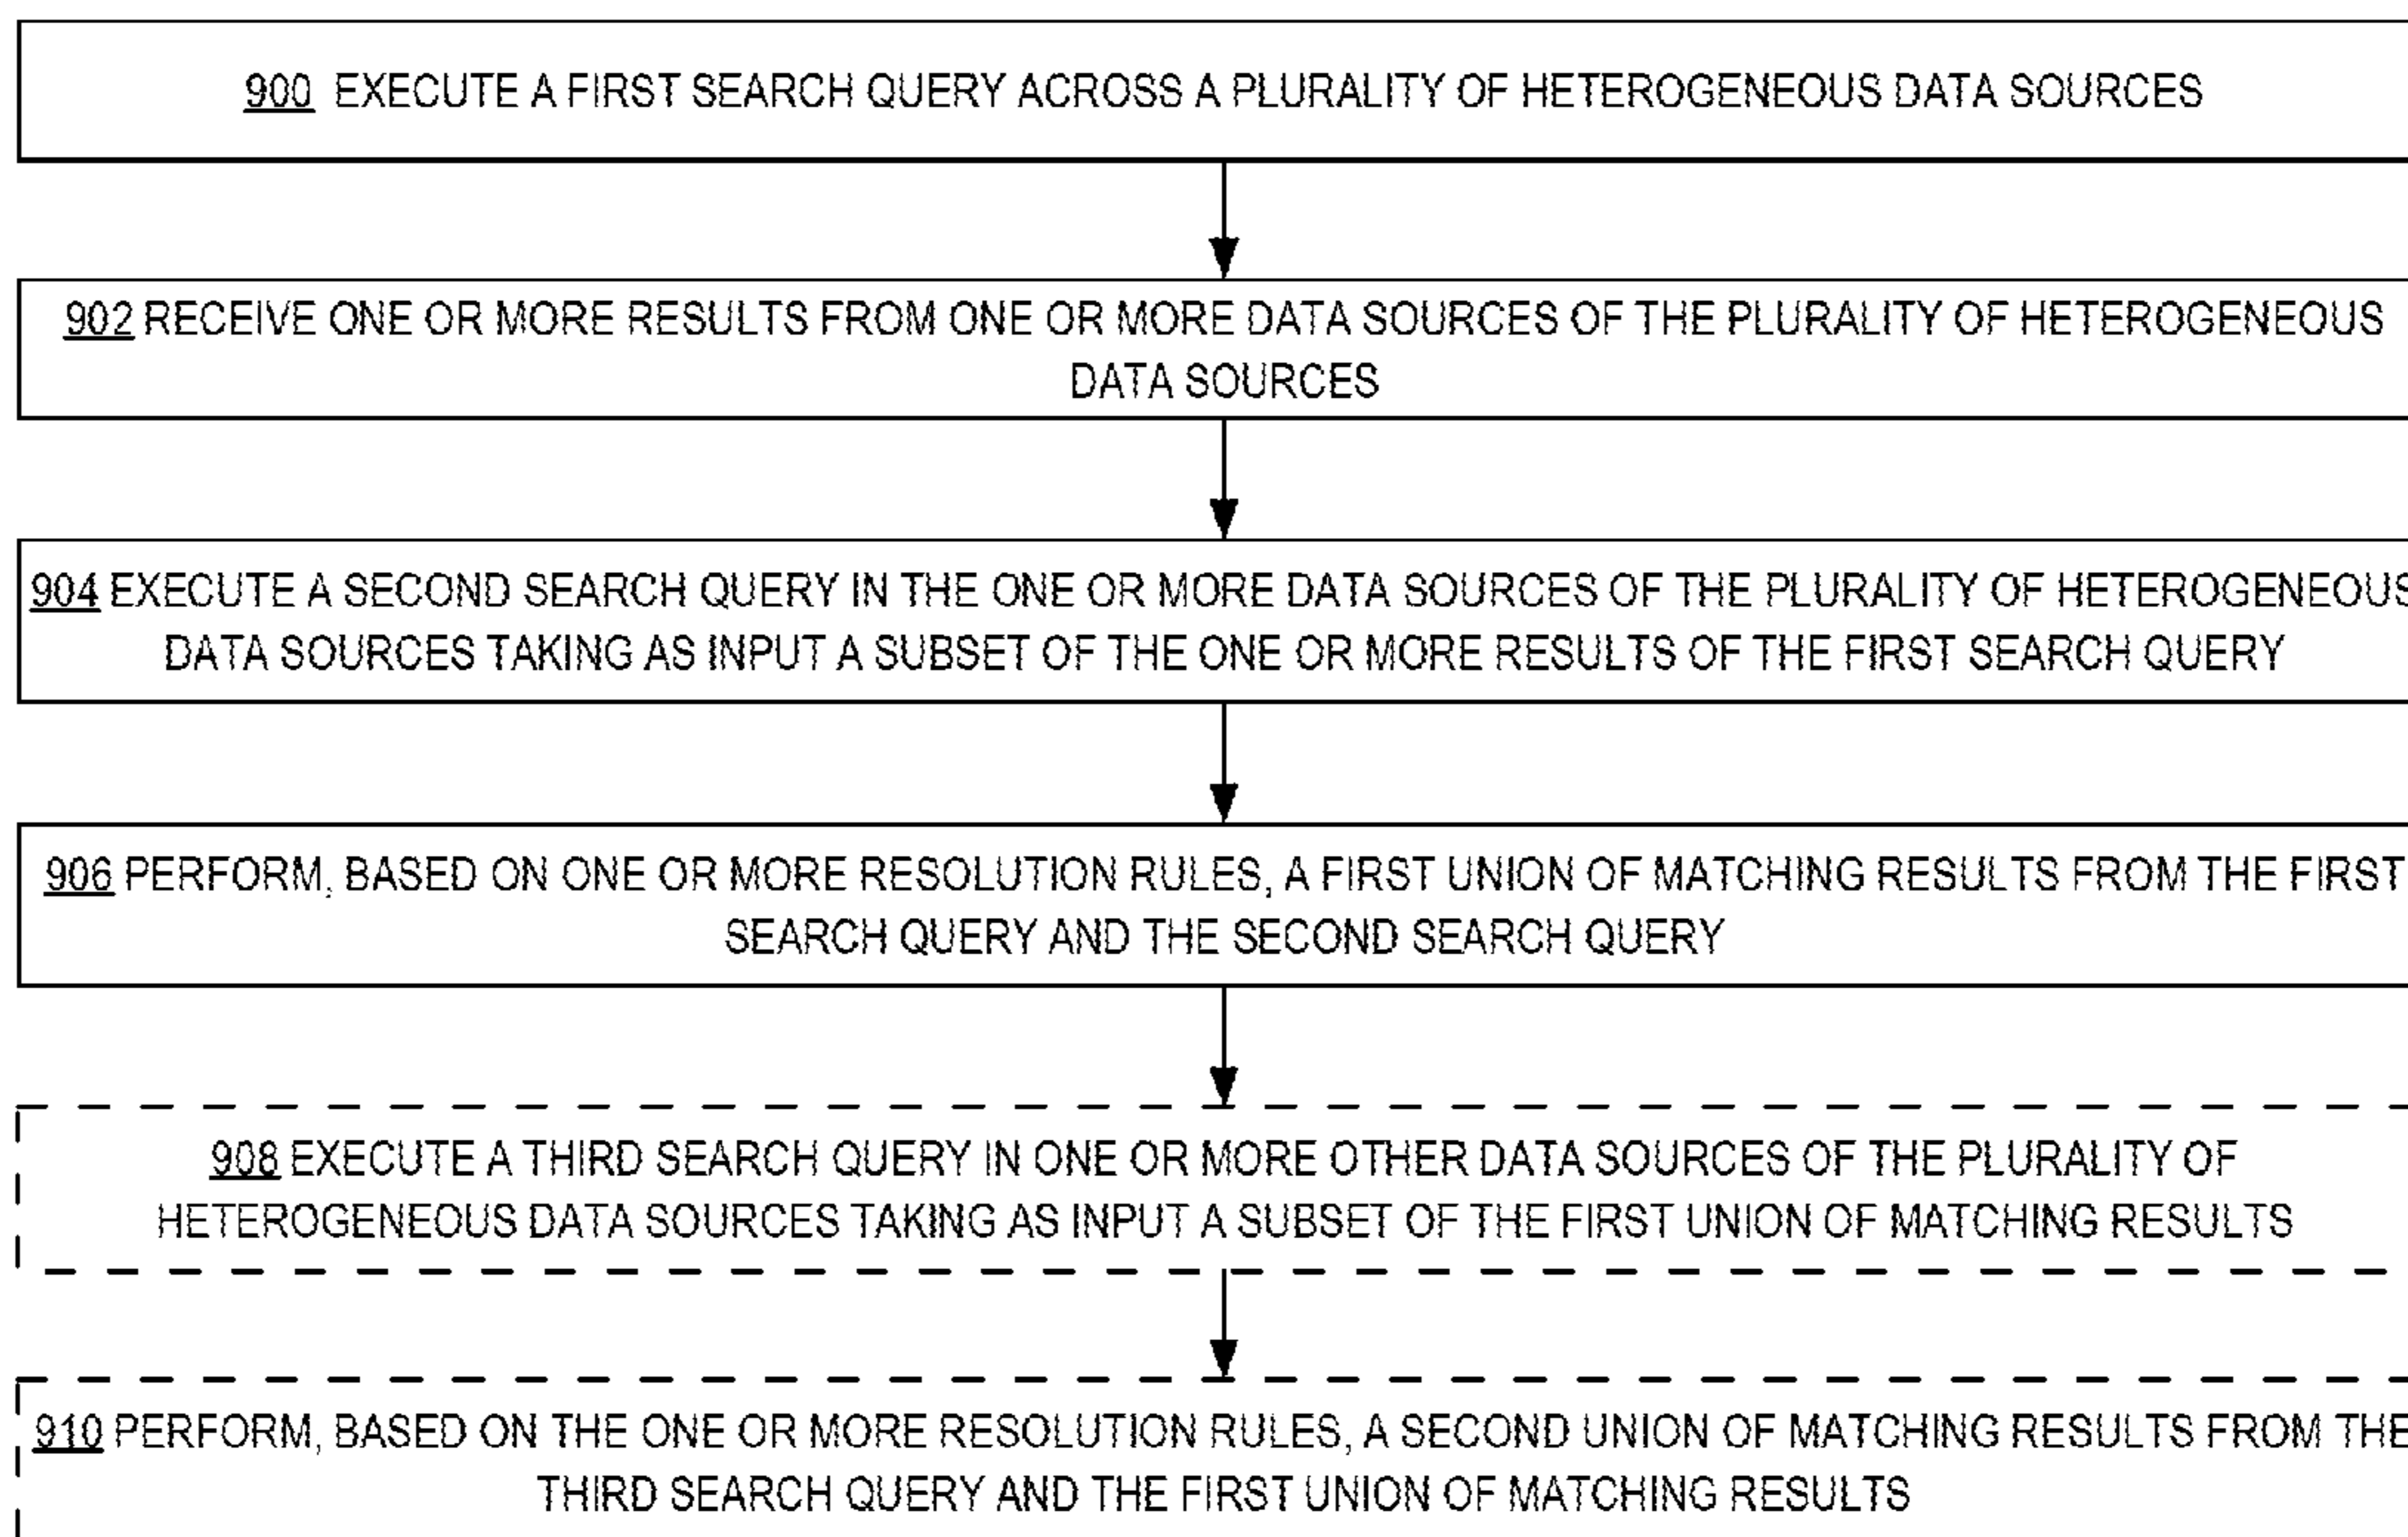 900 EXECUTE A FIRST SEARCH QUERY ACROSS A PLURALITY OF HETEROGENEOUS DATA SOURCES
902 RECEIVE ONE OR MORE RESULTS FROM ONE OR MORE DATA SOURCES OF THE PLURALITY OF HETEROGENEOUS
DATA SOURCES
904 EXECUTE A SECOND SEARCH QUERY IN THE ONE OR MORE DATA SOURCES OF THE PLURALITY OF HETEROGENEOUS
DATA SOURCES TAKING AS INPUT A SUBSET OF THE ONE OR MORE RESULTS OF THE FIRST SEARCH QUERY
906 PERFORM, BASED ON ONE OR MORE RESOLUTION RULES, A FIRST UNION OF MATCHING RESULTS FROM THE FIRST
SEARCH QUERY AND THE SECOND SEARCH QUERY
908 EXECUTE A THIRD SEARCH QUERY IN ONE OR MORE OTHER DATA SOURCES OF THE PLURALITY OF
HETEROGENEOUS DATA SOURCES TAKING AS INPUT A SUBSET OF THE FIRST UNION OF MATCHING RESULTS
910 PERFORM, BASED ON THE ONE OR MORE RESOLUTION RULES, A SECOND UNION OF MATCHING RESULTS FROM THE
THIRD SEARCH QUERY AND THE FIRST UNION OF MATCHING RESULTS